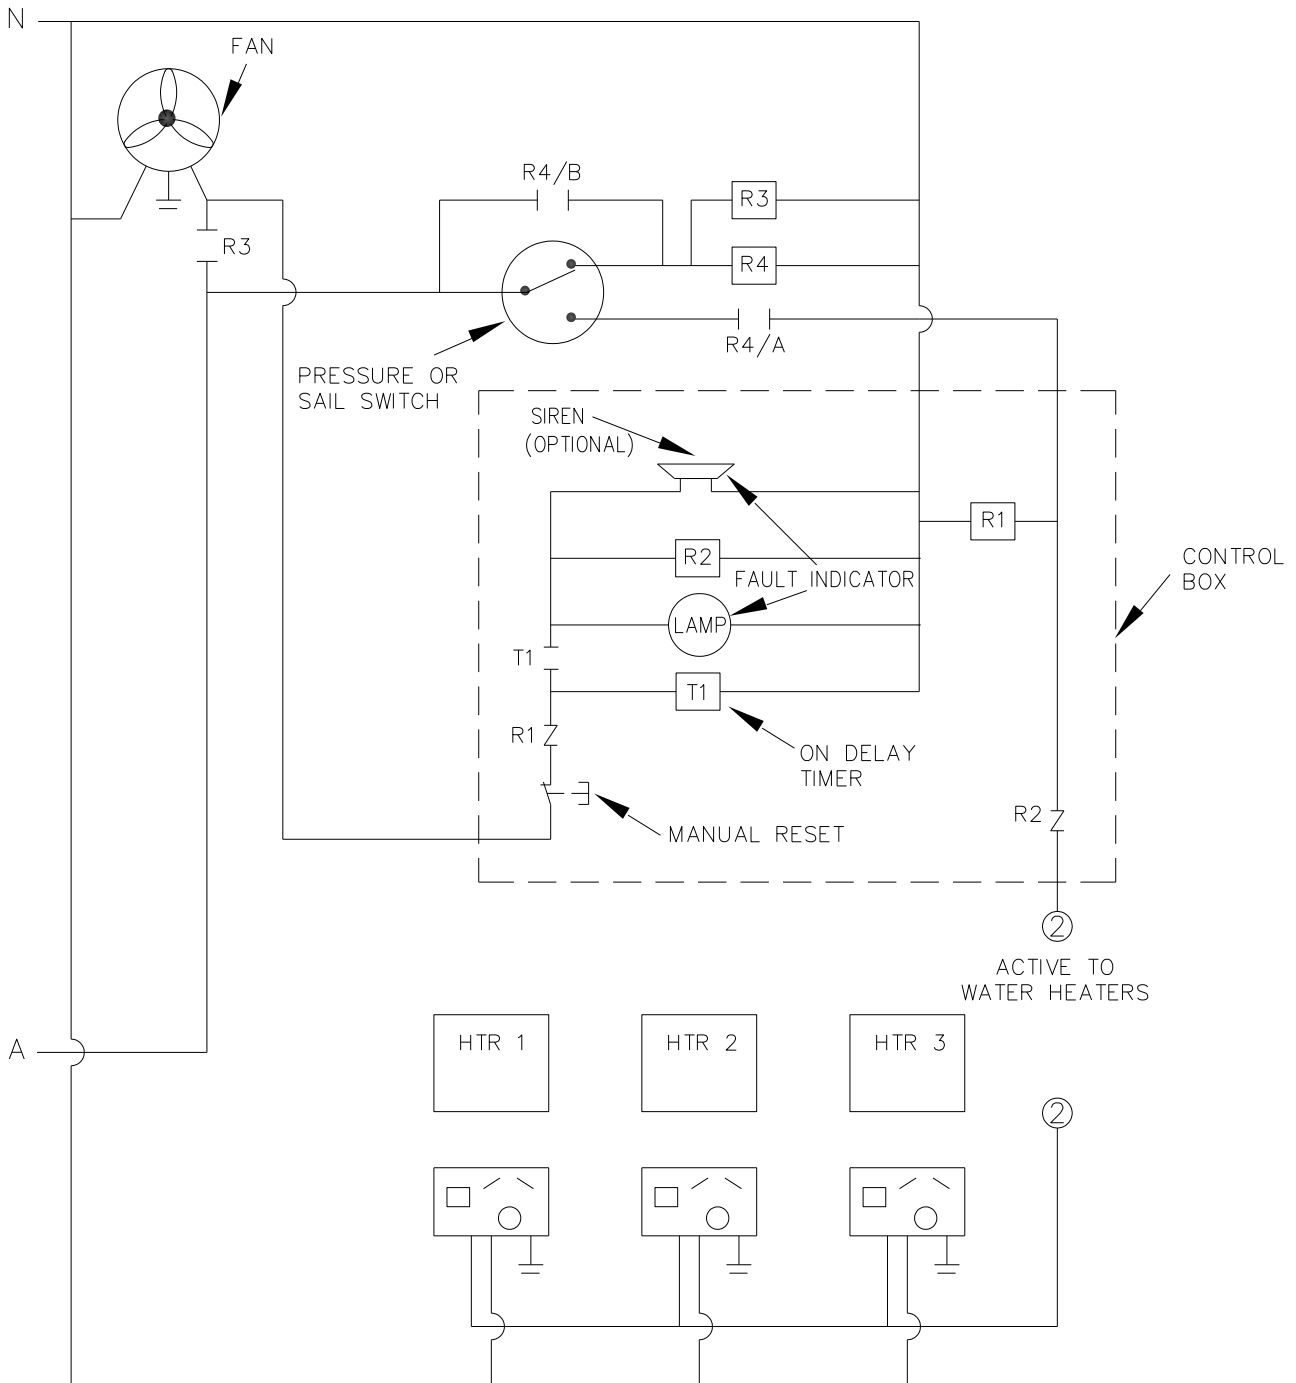 N
FAN
R4/B
R3
R3
R4
R4/A
PRESSURE OR
SAIL SWITCH
SIREN
(OPTIONAL)
R1
R2
FAULT INDICATOR
CONTROL
BOX
LAMP
T1
T1
R1
ON DELAY
TIMER
R2
MANUAL RESET
2
ACTIVE TO
WATER HEATERS
A
HTR 1
HTR 2
HTR 3
2